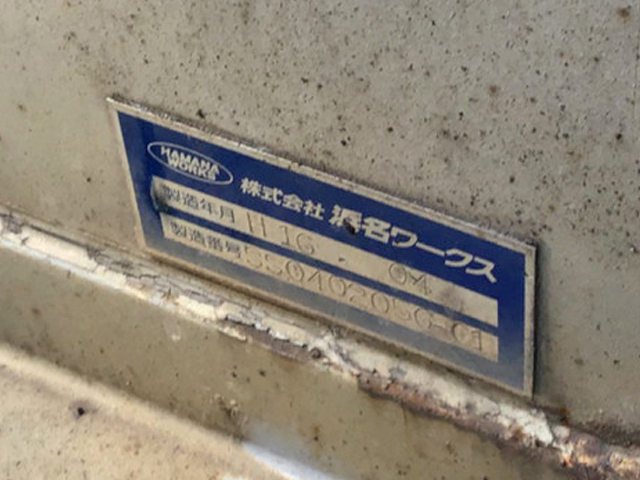 HAMANA
WORKS
株式会社 浜名ワークス
製造年月 H 16 . 04
製造番号 SS040205G-01